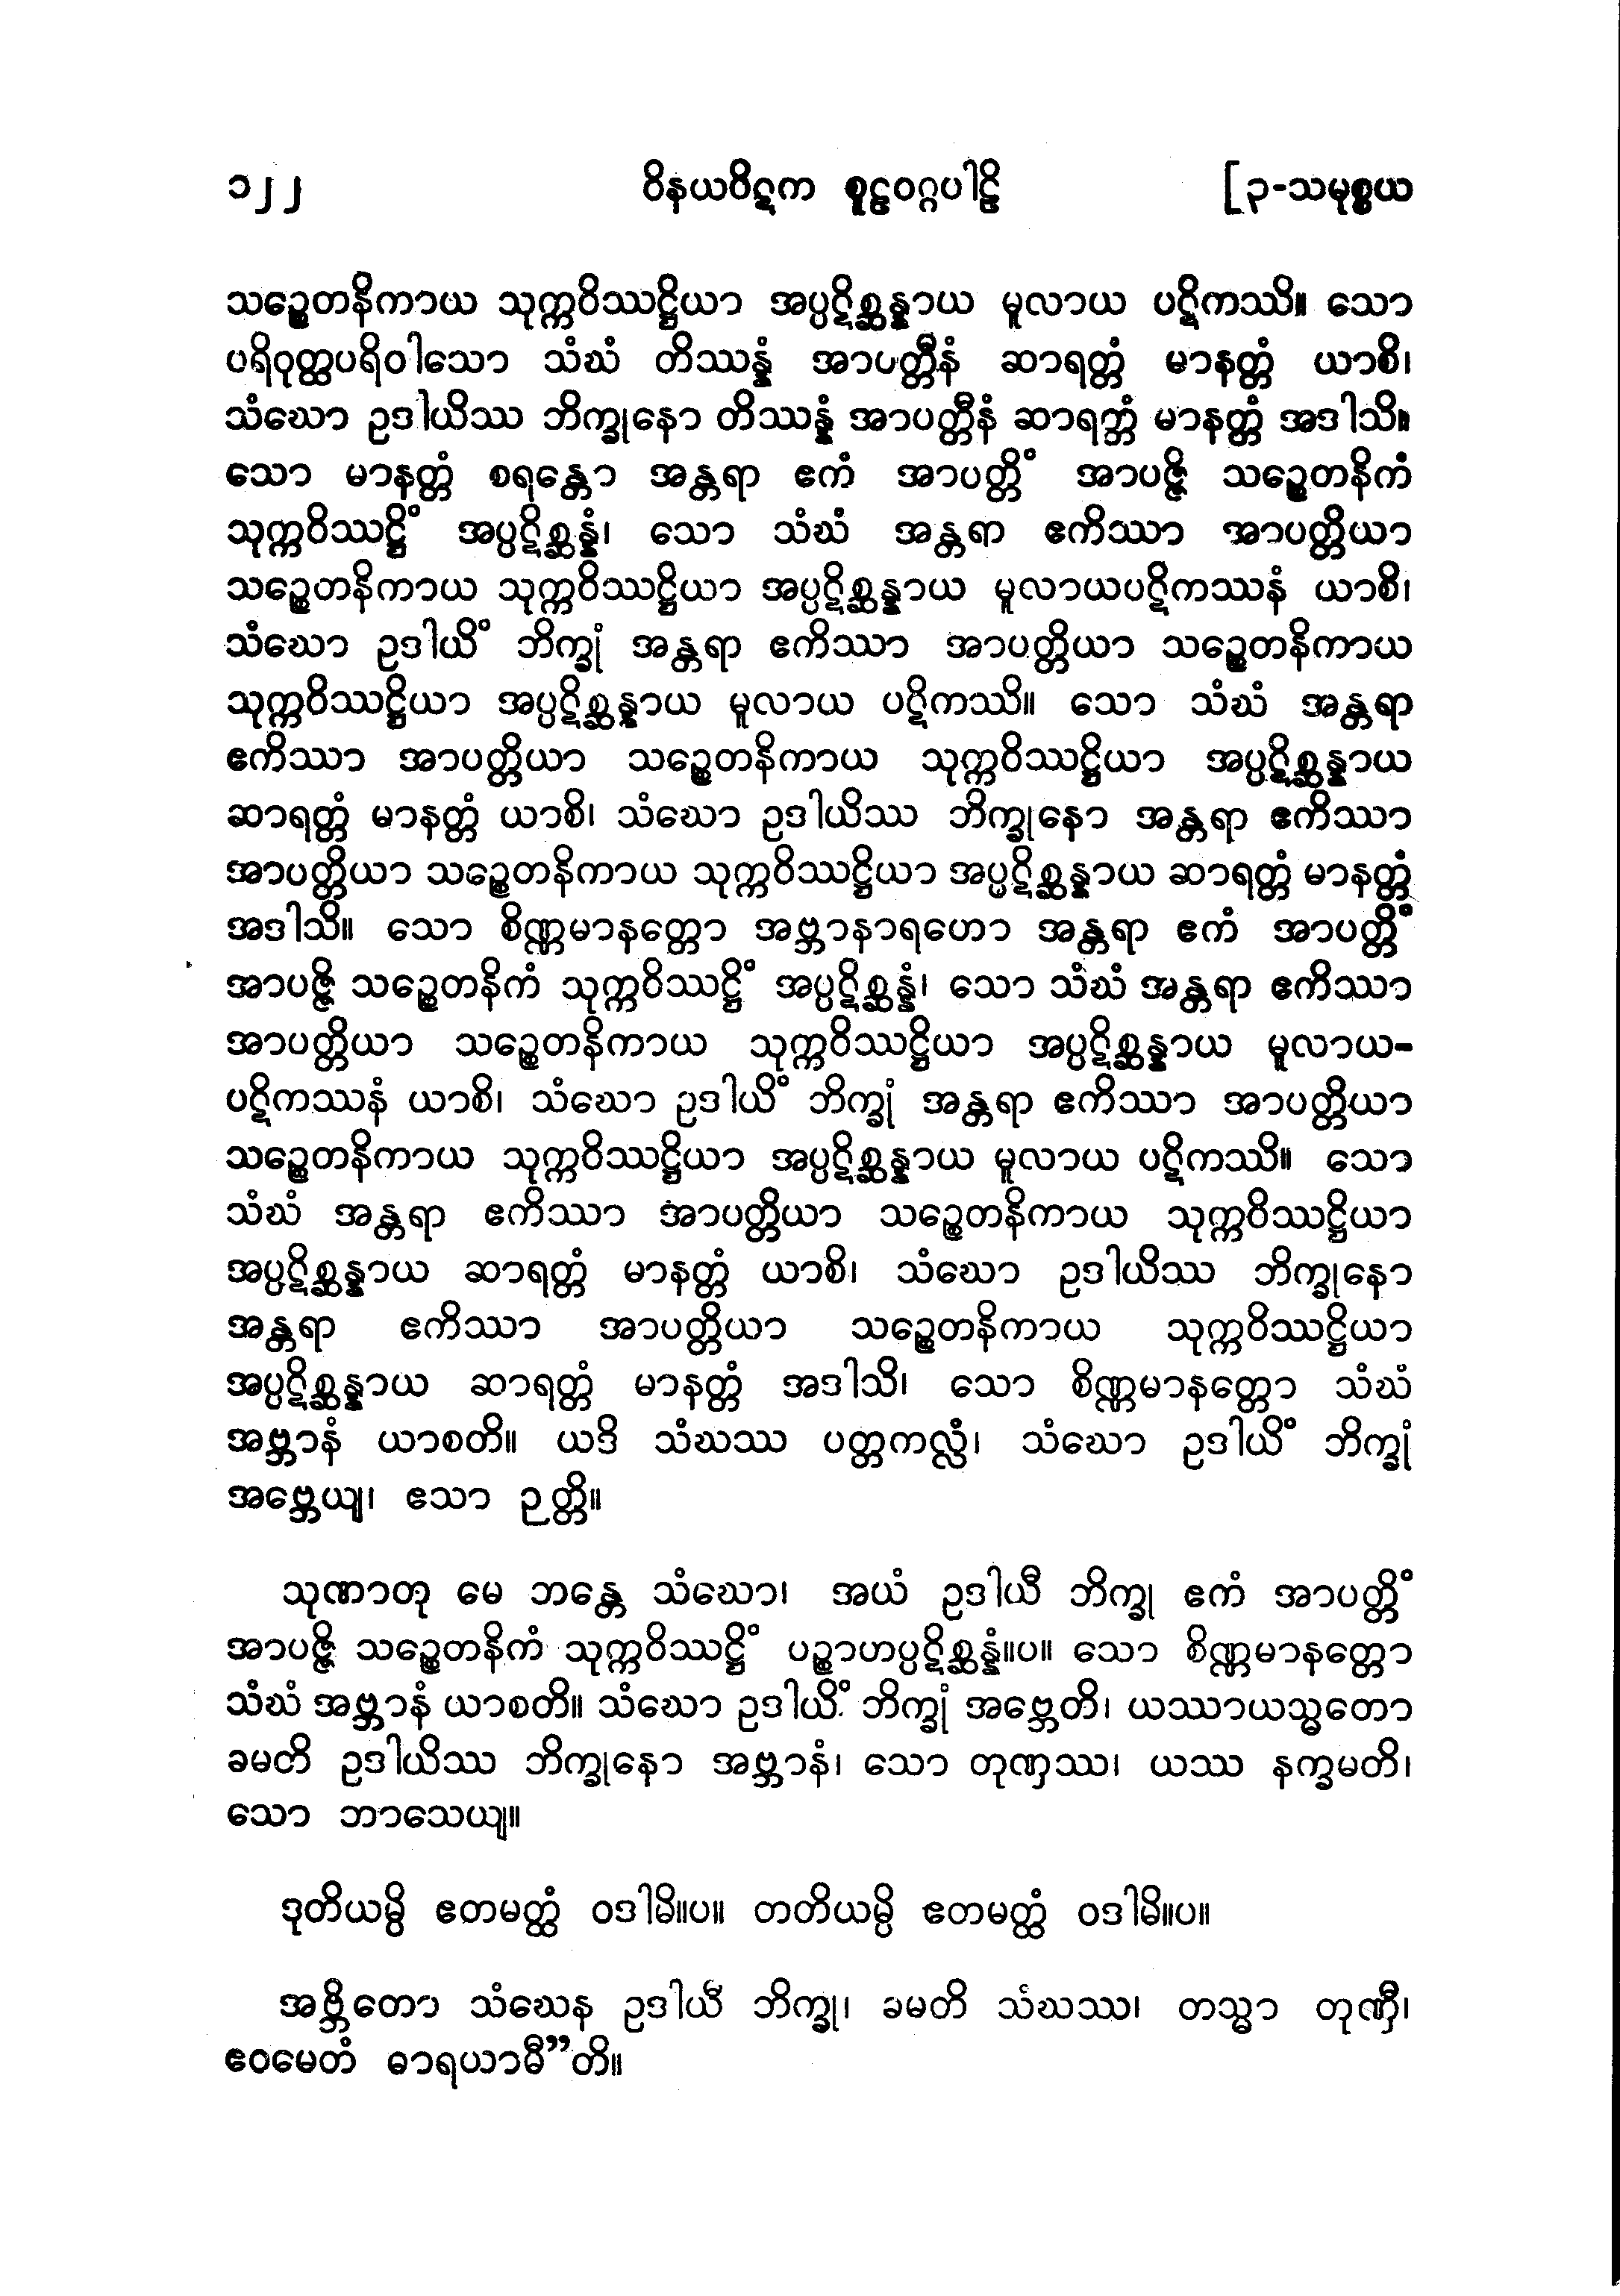 ၁၂၂ ဝိနယပိဋက စူဠဝဂ္ဂပါဠိ [၃-သမုစ္စယ
သဉ္စေတနိကာယ သုက္ကဝိဿဋ္ဌိယာ အပ္ပဋိစ္ဆန္နာယ မူလာယ ပဋိကဿိ။ သော
ပရိဝုတ္ထပရိဝါသော သံဃံ တိဿန္နံ အာပတ္တီနံ ဆာရတ္တံ မာနတ္တံ ယာစိ၊
သံဃော ဥဒါယိဿ ဘိက္ခုနော တိဿန္နံ အာပတ္တီနံ ဆာရတ္တံ မာနတ္တံ အဒါသိ။
သော မာနတ္တံ စရန္တော အန္တရာ ဧကံ အာပတ္တိံ အာပဇ္ဇိ သဉ္စေတနိကံ
သုက္ကဝိဿဋ္ဌိံ အပ္ပဋိစ္ဆန္နံ၊ သော သံဃံ အန္တရာ ဧကိဿာ အာပတ္တိယာ
သဉ္စေတနိကာယ သုက္ကဝိဿဋ္ဌိယာ အပ္ပဋိစ္ဆန္နာယ မူလာယပဋိကဿနံ ယာစိ၊
သံဃော ဥဒါယိံ ဘိက္ခုံ အန္တရာ ဧကိဿာ အာပတ္တိယာ သဉ္စေတနိကာယ
သုက္ကဝိဿဋ္ဌိယာ အပ္ပဋိစ္ဆန္နာယ မူလာယ ပဋိကဿိ။ သော သံဃံ အန္တရာ
ဧကိဿာ အာပတ္တိယာ သဉ္စေတနိကာယ သုက္ကဝိဿဋ္ဌိယာ အပ္ပဋိစ္ဆန္နာယ
ဆာရတ္တံ မာနတ္တံ ယာစိ၊ သံဃော ဥဒါယိဿ ဘိက္ခုနော အန္တရာ ဧကိဿာ
အာပတ္တိယာ သဉ္စေတနိကာယ သုက္ကဝိဿဋ္ဌိယာ အပ္ပဋိစ္ဆန္နာယ ဆာရတ္တံ မာနတ္တံ
အဒါသိ။ သော စိဏ္ဏမာနတ္တော အဗ္ဘာနာရဟော အန္တရာ ဧကံ အာပတ္တိံ
အာပဇ္ဇိ သဉ္စေတနိကံ သုက္ကဝိဿဋ္ဌိံ အပ္ပဋိစ္ဆန္နံ၊ သော သံဃံ အန္တရာ ဧကိဿာ
အာပတ္တိယာ သဉ္စေတနိကာယ သုက္ကဝိဿဋ္ဌိယာ အပ္ပဋိစ္ဆန္နာယ မူလာယ-
ပဋိကဿနံ ယာစိ၊ သံဃော ဥဒါယိံ ဘိက္ခုံ အန္တရာ ဧကိဿာ အာပတ္တိယာ
သဉ္စေတနိကာယ သုက္ကဝိဿဋ္ဌိယာ အပ္ပဋိစ္ဆန္နာယ မူလာယ ပဋိကဿိ။ သော
သံဃံ အန္တရာ ဧကိဿာ အာပတ္တိယာ သဉ္စေတနိကာယ သုက္ကဝိဿဋ္ဌိယာ
အပ္ပဋိစ္ဆန္နာယ ဆာရတ္တံ မာနတ္တံ ယာစိ၊ သံဃော ဥဒါယိဿ ဘိက္ခုနော
အန္တရာ ဧကိဿာ အာပတ္တိယာ သဉ္စေတနိကာယ သုက္ကဝိဿဋ္ဌိယာ
အပ္ပဋိစ္ဆန္နာယ ဆာရတ္တံ မာနတ္တံ အဒါသိ၊ သော စိဏ္ဏမာနတ္တော သံဃံ
အဗ္ဘာနံ ယာစတိ။ ယဒိ သံဃဿ ပတ္တကလ္လံ၊ သံဃော ဥဒါယိံ ဘိက္ခုံ
အဗ္ဘေယျ၊ ဧသာ ဉတ္တိ။
သုဏာတု မေ ဘန္တေ သံဃော၊ အယံ ဥဒါယီ ဘိက္ခု ဧကံ အာပတ္တိံ
အာပဇ္ဇိ သဉ္စေတနိကံ သုက္ကဝိဿဋ္ဌိံ ပဉ္စာဟပ္ပဋိစ္ဆန္နံ။ပ။ သော စိဏ္ဏမာနတ္တော
သံဃံ အဗ္ဘာနံ ယာစတိ။ သံဃော ဥဒါယိံ ဘိက္ခုံ အဗ္ဘေတိ၊ ယဿာယသ္မတော
ခမတိ ဥဒါယိဿ ဘိက္ခုနော အဗ္ဘာနံ၊ သော တုဏှဿ၊ ယဿ နက္ခမတိ၊
သော ဘာသေယျ။
ဒုတိယမ္ပိ ဧတမတ္ထံ ဝဒါမိ။ပ။ တတိယမ္ပိ ဧတမတ္ထံ ဝဒါမိ။ပ။
အဗ္ဘိတော သံဃေန ဥဒါယီ ဘိက္ခု၊ ခမတိ သံဃဿ၊ တသ္မာ တုဏှီ၊
ဧဝမေတံ ဓာရယာမီ”တိ။